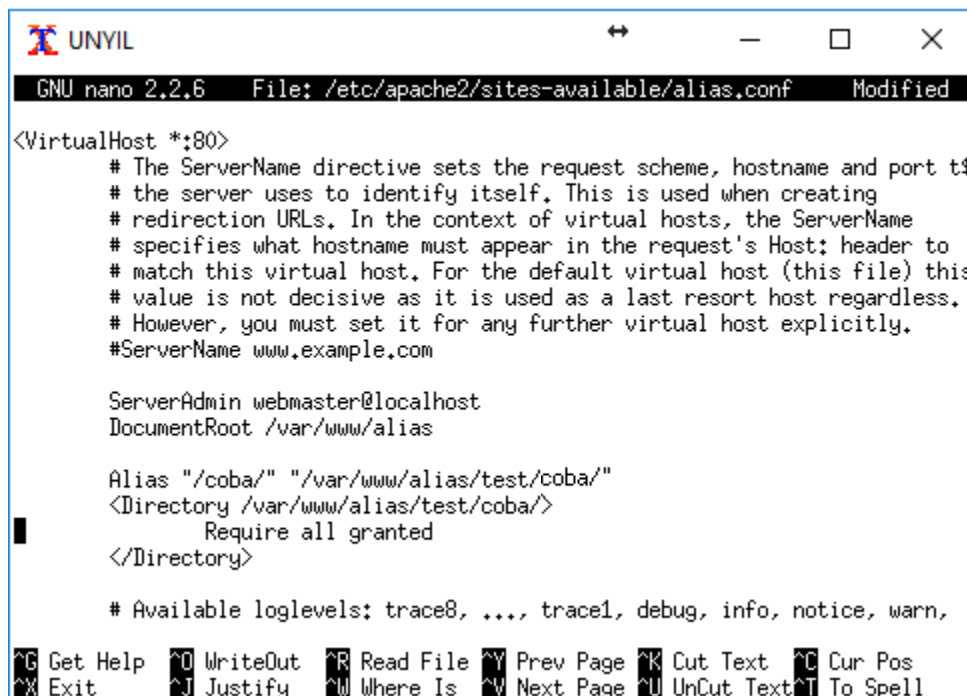 UNYIL
GNU nano 2.2.6 File: /etc/apache2/sites-available/alias.conf Modified
<VirtualHost *:80>
# The ServerName directive sets the request scheme, hostname and port t$
# the server uses to identify itself. This is used when creating
# redirection URLs. In the context of virtual hosts, the ServerName
# specifies what hostname must appear in the request's Host: header to
# match this virtual host. For the default virtual host (this file) this
# value is not decisive as it is used as a last resort host regardless.
# However, you must set it for any further virtual host explicitly.
#ServerName www.example.com
ServerAdmin webmaster@localhost
DocumentRoot /var/www/alias
Alias "/coba/" "/var/www/alias/test/coba/"
<Directory /var/www/alias/test/coba/>
Require all granted
</Directory>
# Available loglevels: trace8, ..., trace1, debug, info, notice, warn,
^G Get Help ^O WriteOut ^R Read File ^Y Prev Page ^K Cut Text ^C Cur Pos
^X Exit ^J Justify ^W Where Is ^V Next Page ^U UnCut Text ^T To Spell